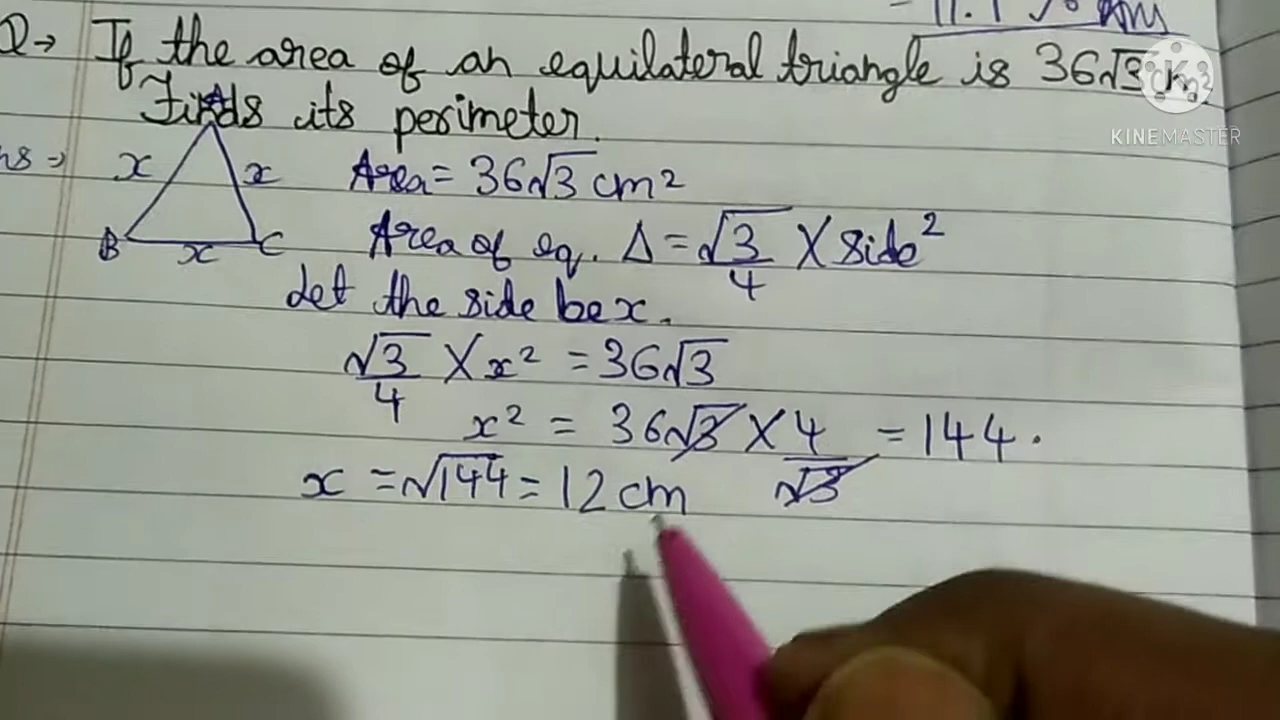 Q→ If the area of an equilateral triangle is 36√3 cm²
Finds its perimeter.
KINEMASTER
A
x x
B x C
Area = 36√3 cm²
Area of eq. Δ = √3/4 X side²
Let the side be x.
√3/4 X x² = 36√3
x² = 36√3 X 4/√3 = 144.
x = √144 = 12 cm